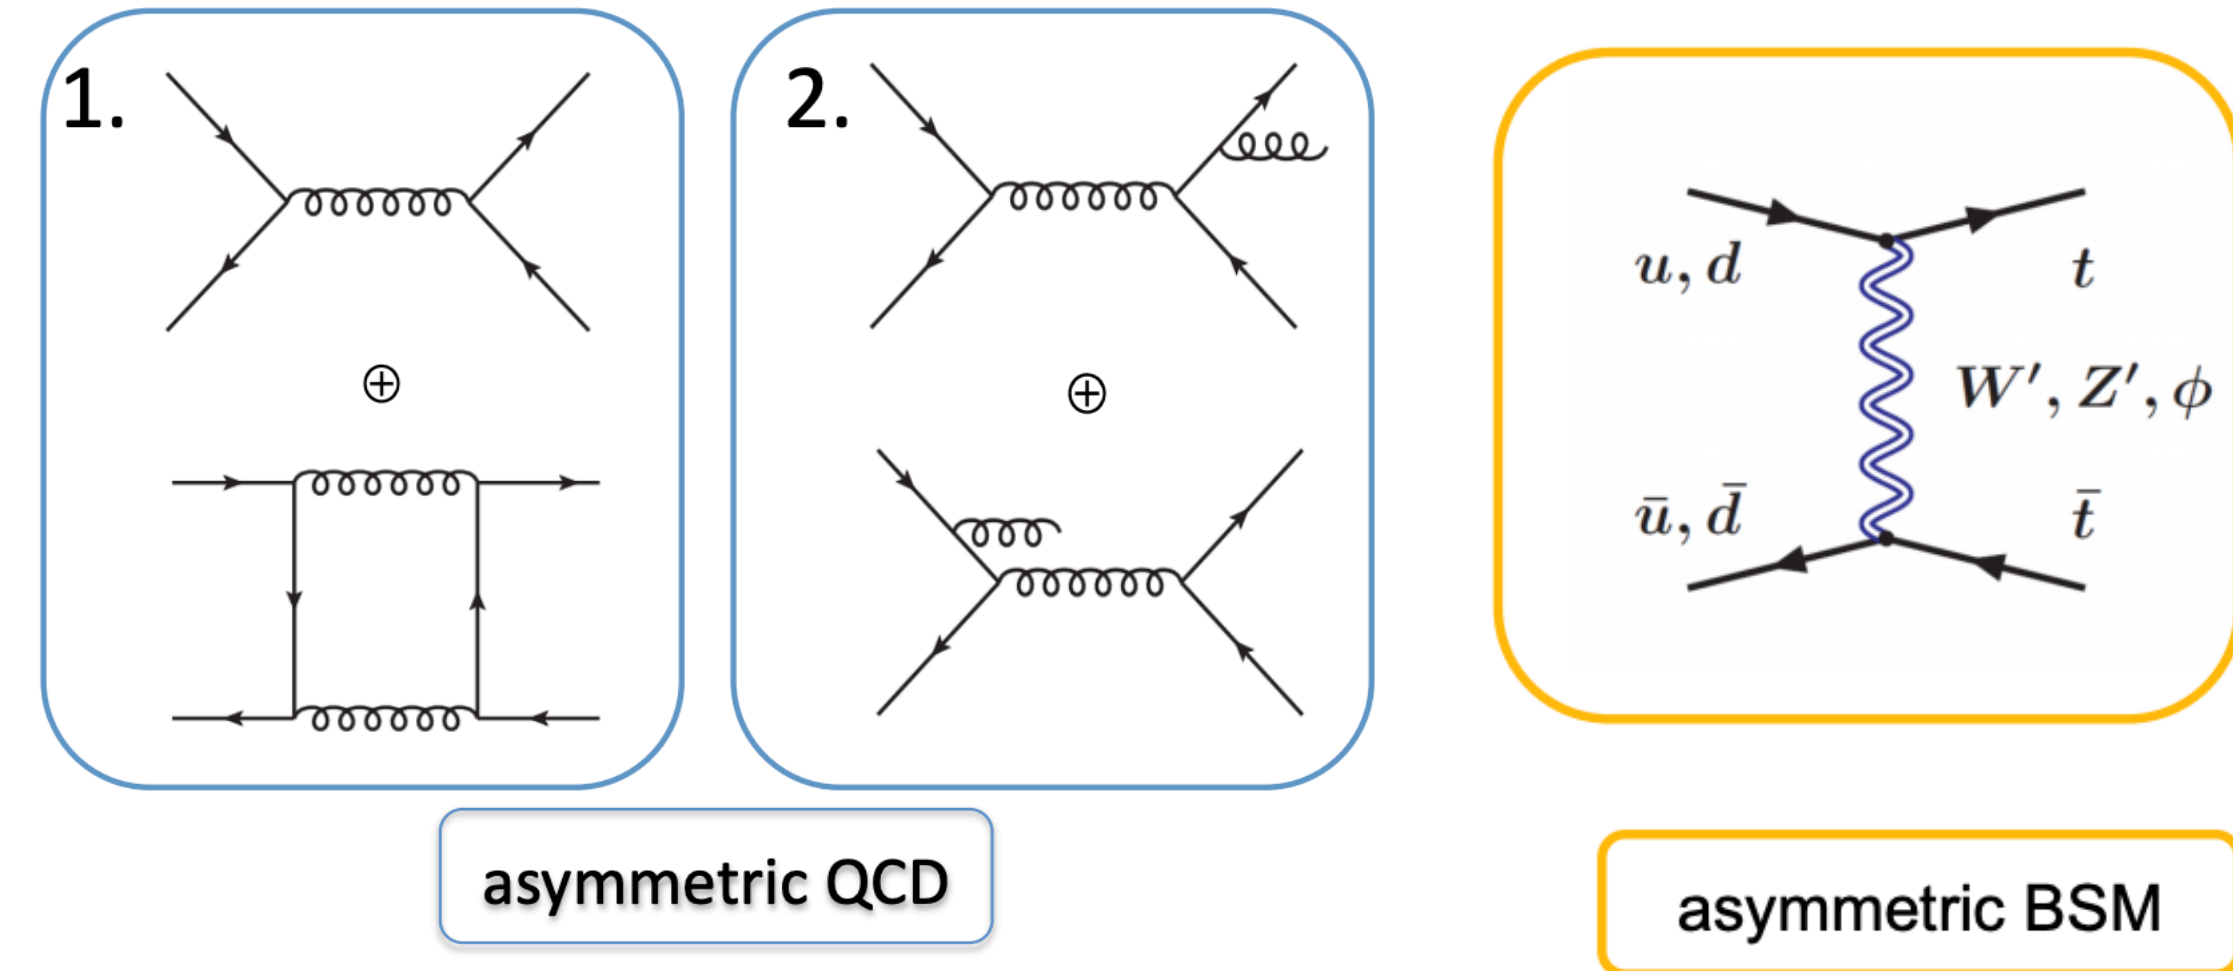 1.
⊕
2.
⊕
asymmetric QCD
u, d
t
W′, Z′, ϕ
ū, d̄
t̄
asymmetric BSM